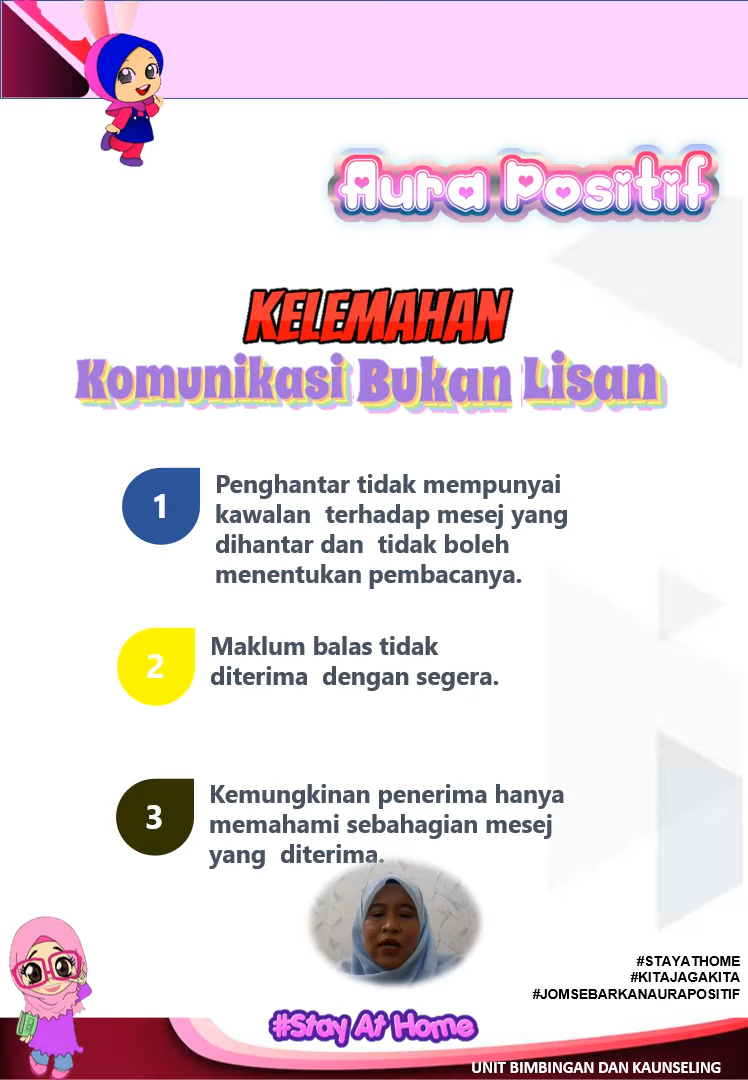 Aura Positif
KELEMAHAN
Komunikasi Bukan Lisan
1
Penghantar tidak mempunyai
kawalan terhadap mesej yang
dihantar dan tidak boleh
menentukan pembacanya.
2
Maklum balas tidak
diterima dengan segera.
3
Kemungkinan penerima hanya
memahami sebahagian mesej
yang diterima.
#STAYATHOME
#KITAJAGAKITA
#JOMSEBARKANAURAPOSITIF
#Stay At Home
UNIT BIMBINGAN DAN KAUNSELING